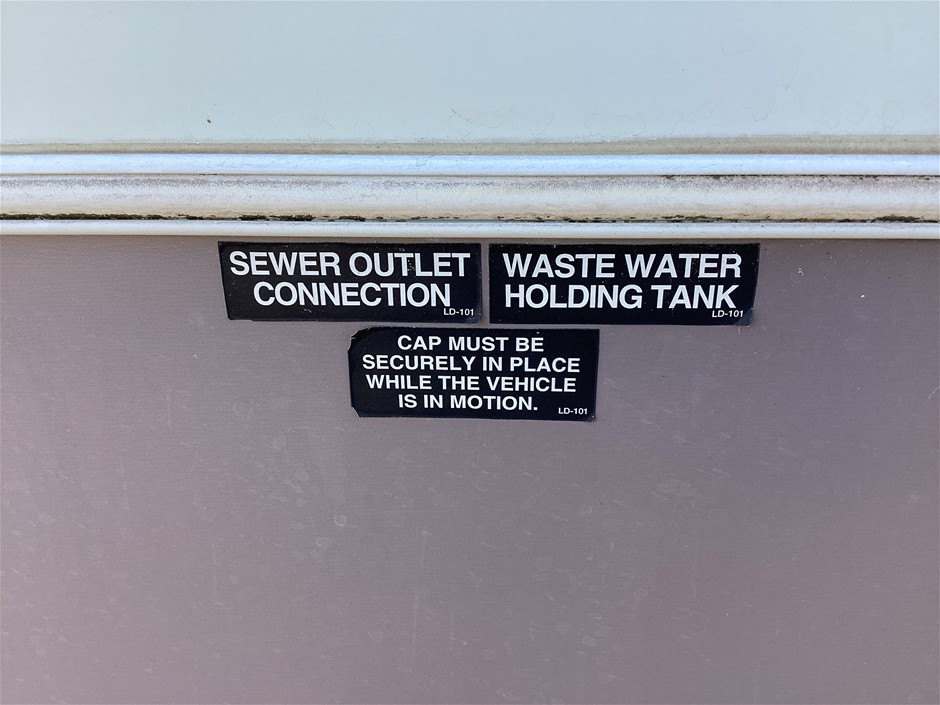 SEWER OUTLET
CONNECTION
LD-101
WASTE WATER
HOLDING TANK
LD-101
CAP MUST BE
SECURELY IN PLACE
WHILE THE VEHICLE
IS IN MOTION.
LD-101